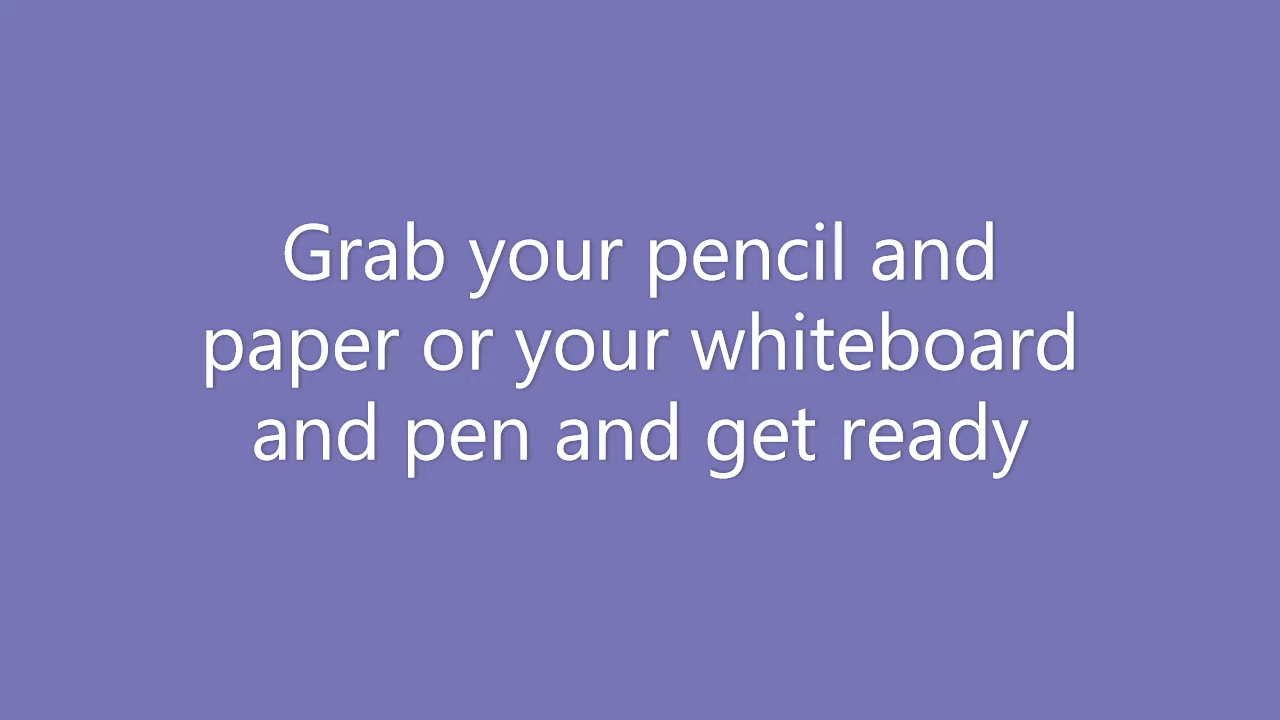 Grab your pencil and
paper or your whiteboard
and pen and get ready